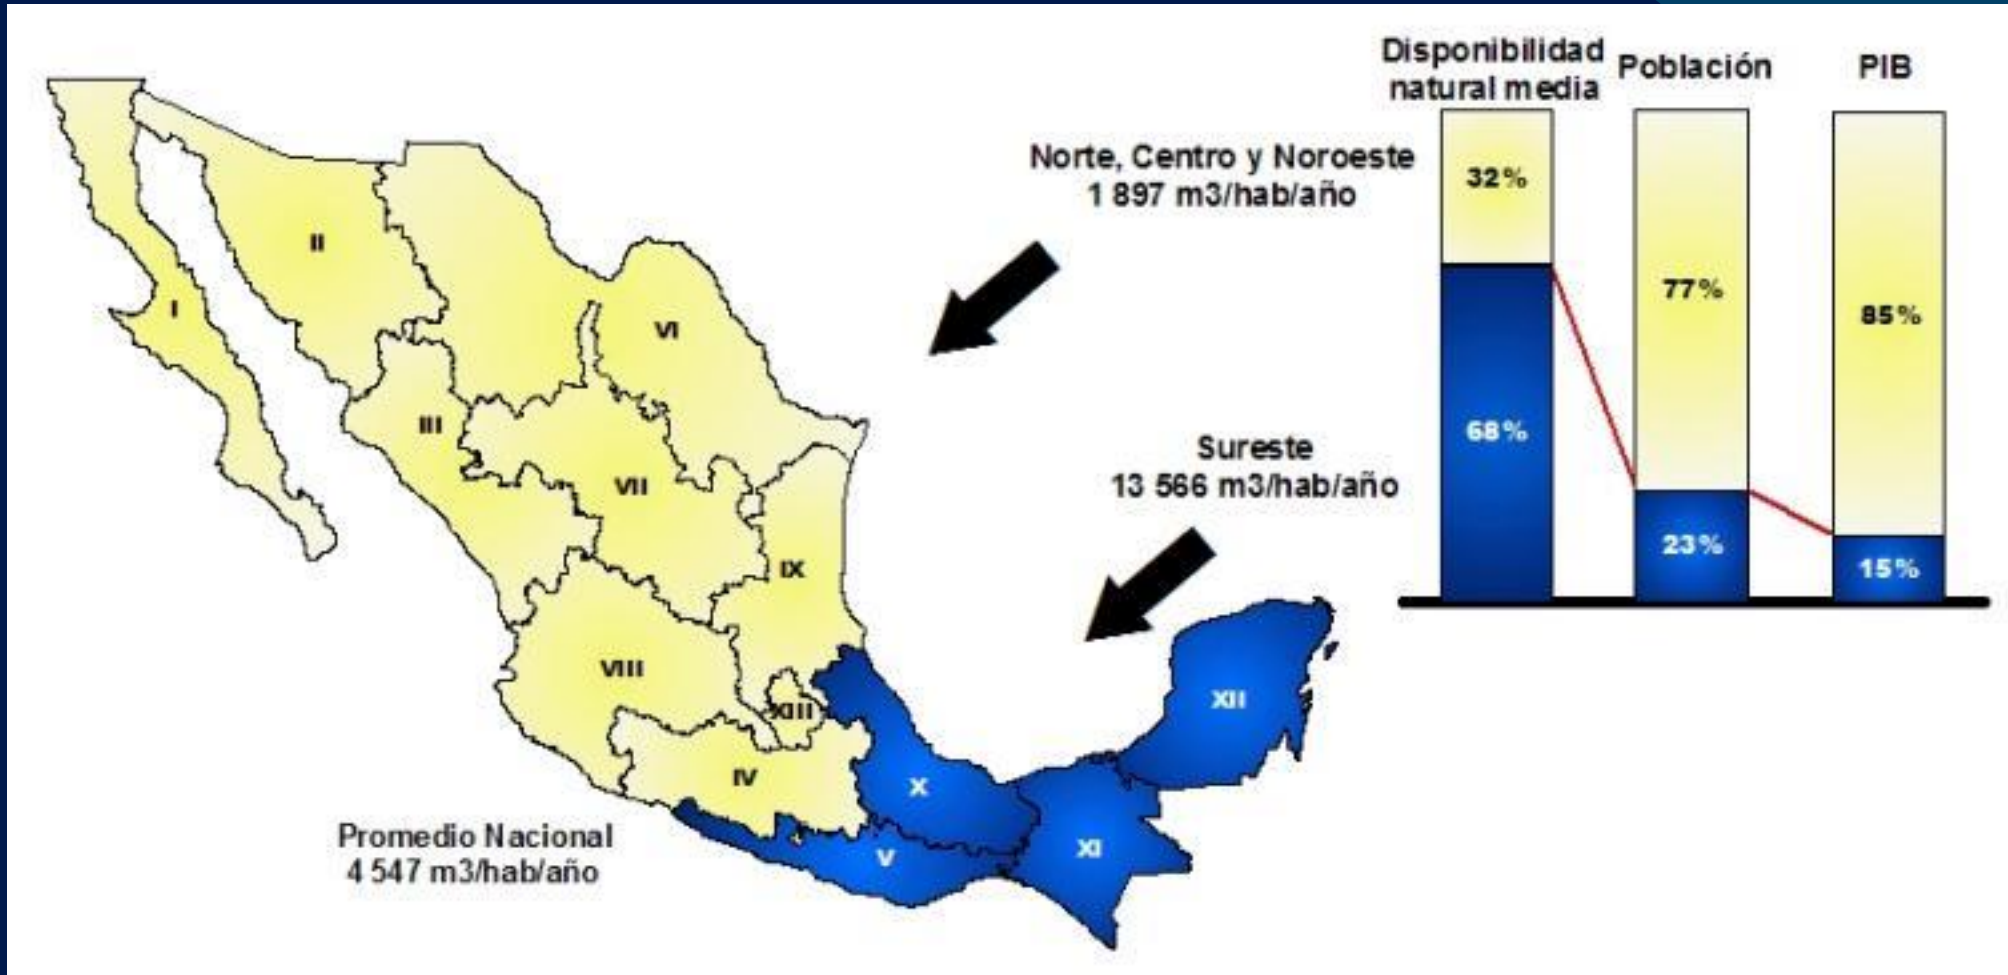 Disponibilidad
natural media
Población
PIB
Norte, Centro y Noroeste
1 897 m3/hab/año
32%
77%
85%
68%
23%
15%
Sureste
13 566 m3/hab/año
I
II
III
VI
VII
IX
VIII
XIII
IV
X
V
XI
XII
Promedio Nacional
4 547 m3/hab/año